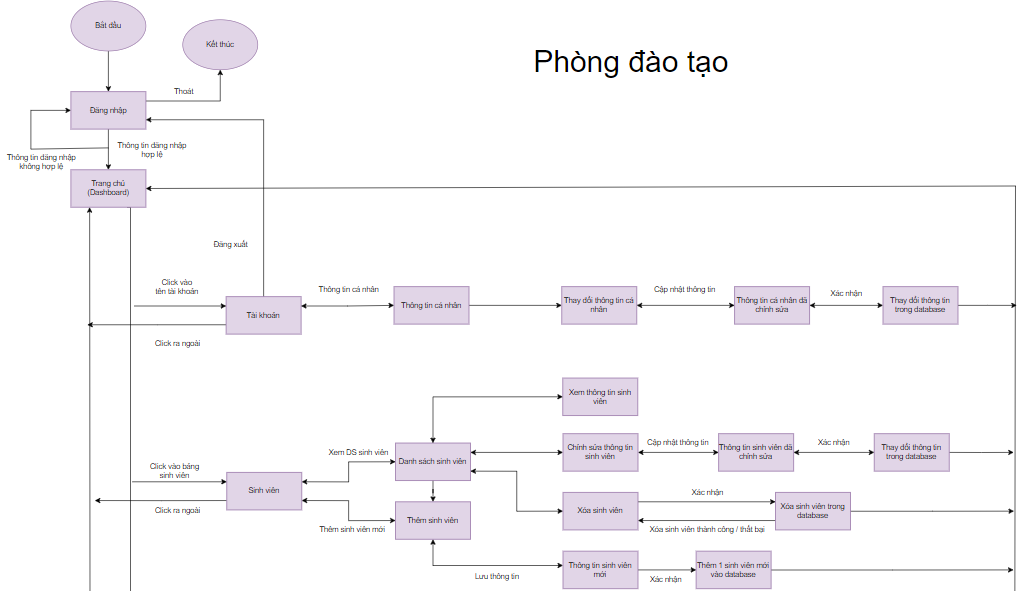 Bắt đầu
Kết thúc
Phòng đào tạo
Thoát
Đăng nhập
Thông tin đăng nhập
hợp lệ
Thông tin đăng nhập
không hợp lệ
Trang chủ
(Dashboard)
Đăng xuất
Click vào
tên tài khoản
Thông tin cá nhân
Cập nhật thông tin
Xác nhận
Tài khoản
Thông tin cá nhân
Thay đổi thông tin cá
nhân
Thông tin cá nhân đã
chỉnh sửa
Thay đổi thông tin
trong database
Click ra ngoài
Xem thông tin sinh
viên
Xem DS sinh viên
Cập nhật thông tin
Xác nhận
Danh sách sinh viên
Chỉnh sửa thông tin
sinh viên
Thông tin sinh viên đã
chỉnh sửa
Thay đổi thông tin
trong database
Click vào bảng
sinh viên
Sinh viên
Click ra ngoài
Xác nhận
Thêm sinh viên mới
Thêm sinh viên
Xóa sinh viên
Xóa sinh viên trong
database
Xóa sinh viên thành công / thất bại
Lưu thông tin
Thông tin sinh viên
mới
Xác nhận
Thêm 1 sinh viên mới
vào database